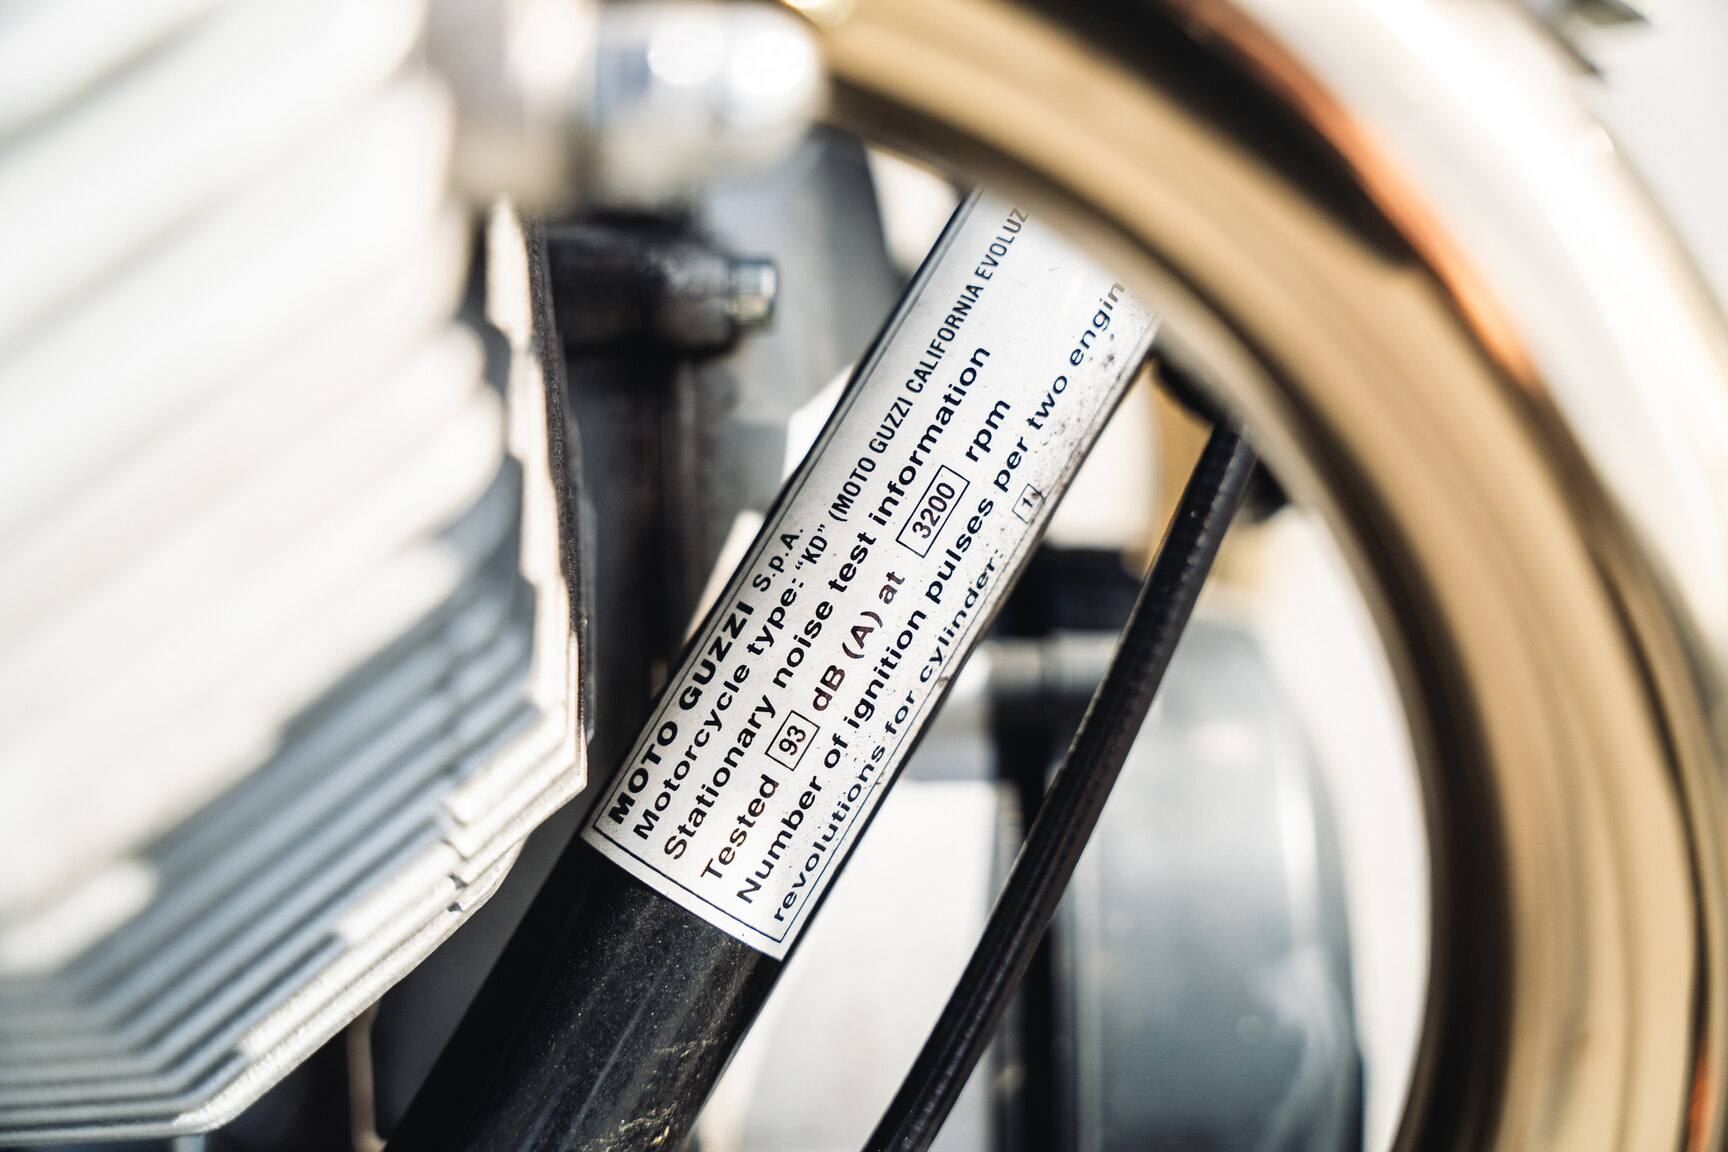 MOTO GUZZI S.p.A.
Motorcycle type: "KD" (MOTO GUZZI CALIFORNIA EVOLUZ
Stationary noise test information
Tested 93 dB (A) at 3200 rpm
Number of ignition pulses per two engin
revolutions for cylinder: 1